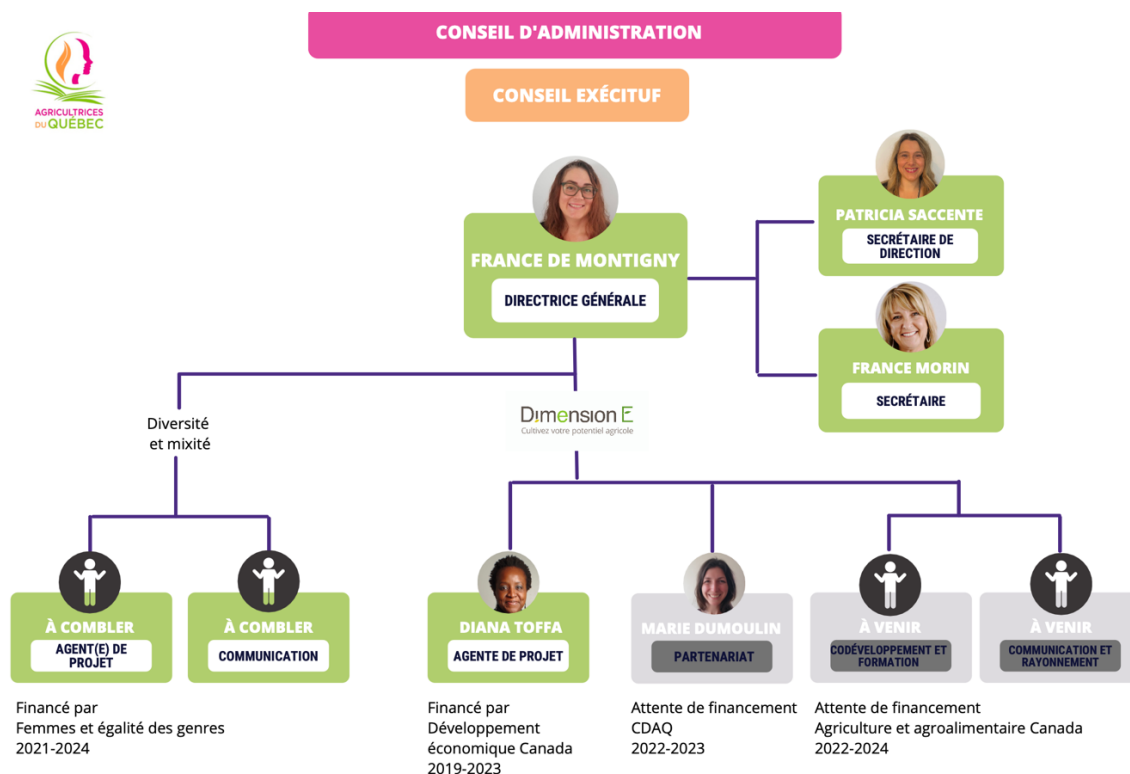 CONSEIL D'ADMINISTRATION
CONSEIL EXÉCITUF
AGRICULTRICES
DU QUÉBEC
PATRICIA SACCENTE
SECRÉTAIRE DE
DIRECTION
FRANCE DE MONTIGNY
DIRECTRICE GÉNÉRALE
FRANCE MORIN
SECRÉTAIRE
Diversité
et mixité
Dimension E
Cultivez votre potentiel agricole
À COMBLER
AGENT(E) DE
PROJET
À COMBLER
COMMUNICATION
DIANA TOFFA
AGENTE DE PROJET
MARIE DUMOULIN
PARTENARIAT
À VENIR
CODÉVELOPPEMENT ET
FORMATION
À VENIR
COMMUNICATION ET
RAYONNEMENT
Financé par
Femmes et égalité des genres
2021-2024
Financé par
Développement
économique Canada
2019-2023
Attente de financement
CDAQ
2022-2023
Attente de financement
Agriculture et agroalimentaire Canada
2022-2024